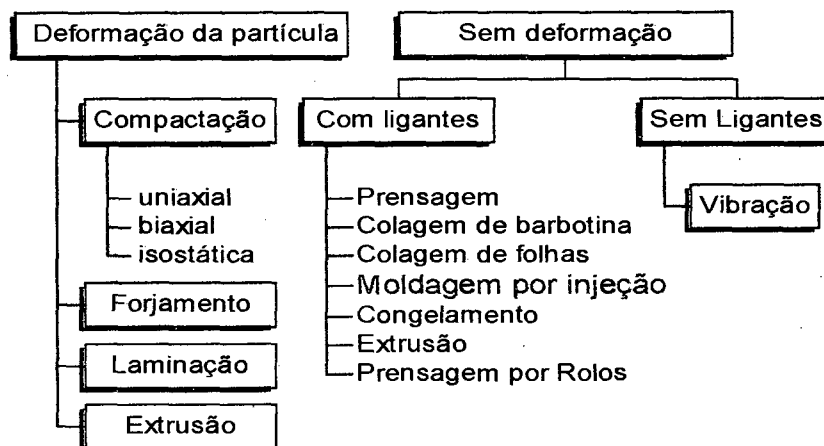 Deformação da partícula
Compactação
uniaxial
biaxial
isostática
Forjamento
Laminação
Extrusão
Sem deformação
Com ligantes
Prensagem
Colagem de barbotina
Colagem de folhas
Moldagem por injeção
Congelamento
Extrusão
Prensagem por Rolos
Sem Ligantes
Vibração